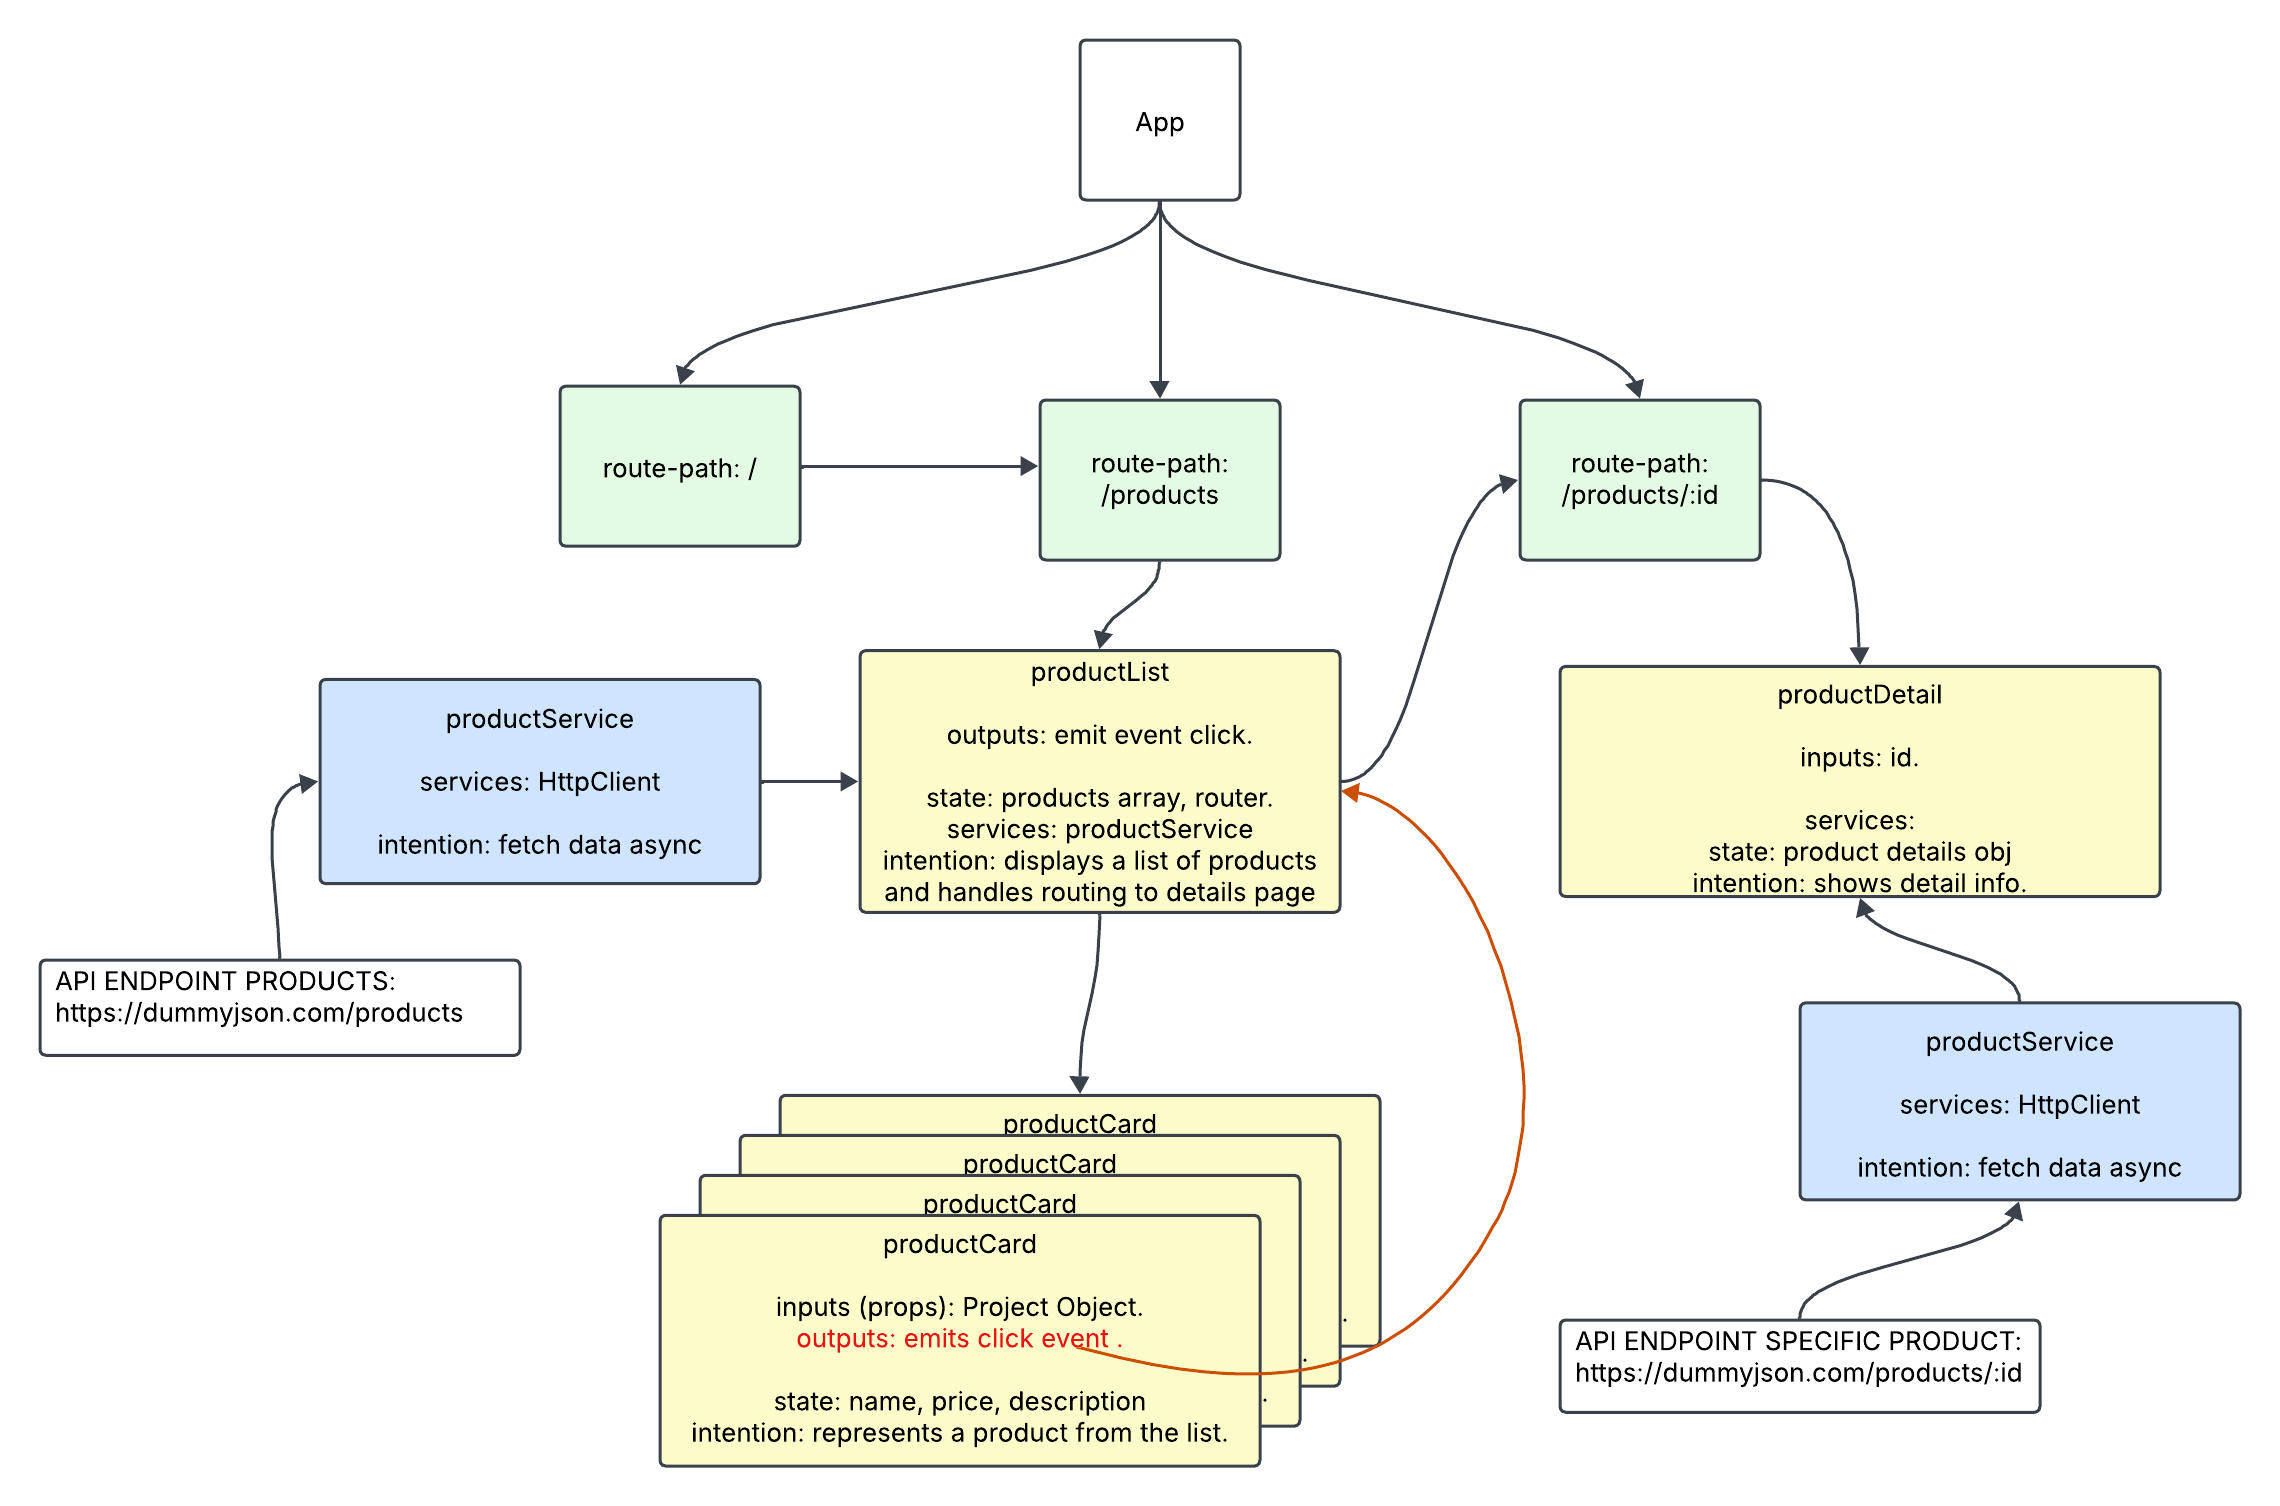 App
route-path: /
route-path:
/products
route-path:
/products/:id
productService
services: HttpClient
intention: fetch data async
productList
outputs: emit event click.
state: products array, router.
services: productService
intention: displays a list of products
and handles routing to details page
productDetail
inputs: id.
services:
state: product details obj
intention: shows detail info.
API ENDPOINT PRODUCTS:
https://dummyjson.com/products
productService
services: HttpClient
intention: fetch data async
productCard
productCard
productCard
productCard
inputs (props): Project Object.
outputs: emits click event .
state: name, price, description
intention: represents a product from the list.
API ENDPOINT SPECIFIC PRODUCT:
https://dummyjson.com/products/:id